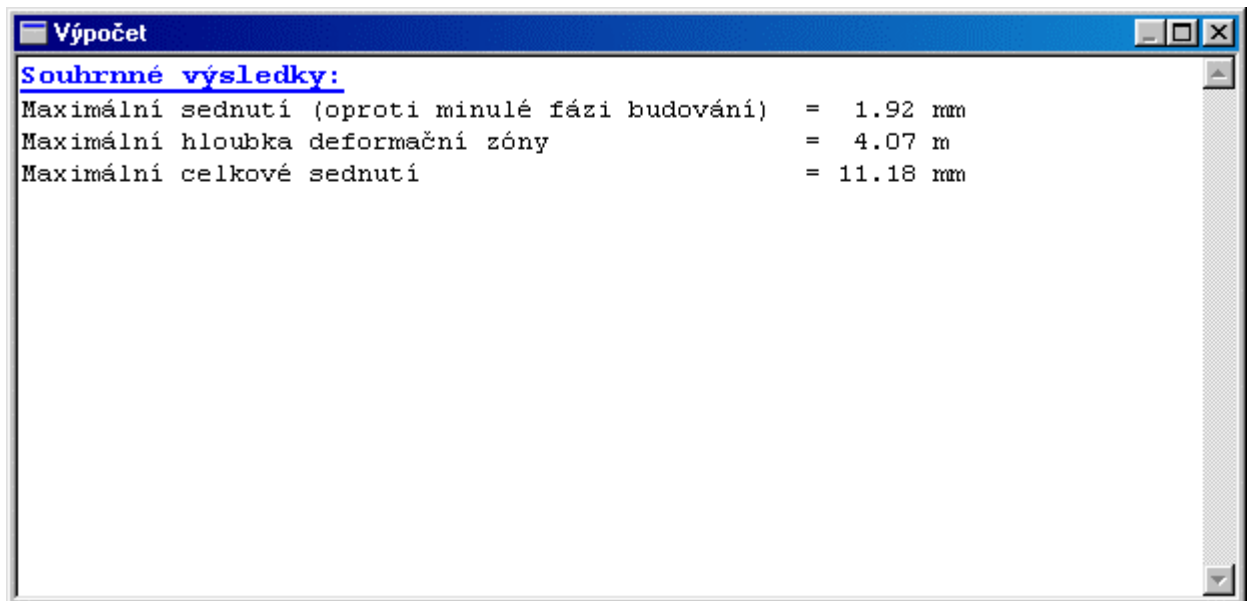 Výpočet
Souhrnné výsledky:
Maximální sednutí (oproti minulé fázi budování) = 1.92 mm
Maximální hloubka deformační zóny = 4.07 m
Maximální celkové sednutí = 11.18 mm